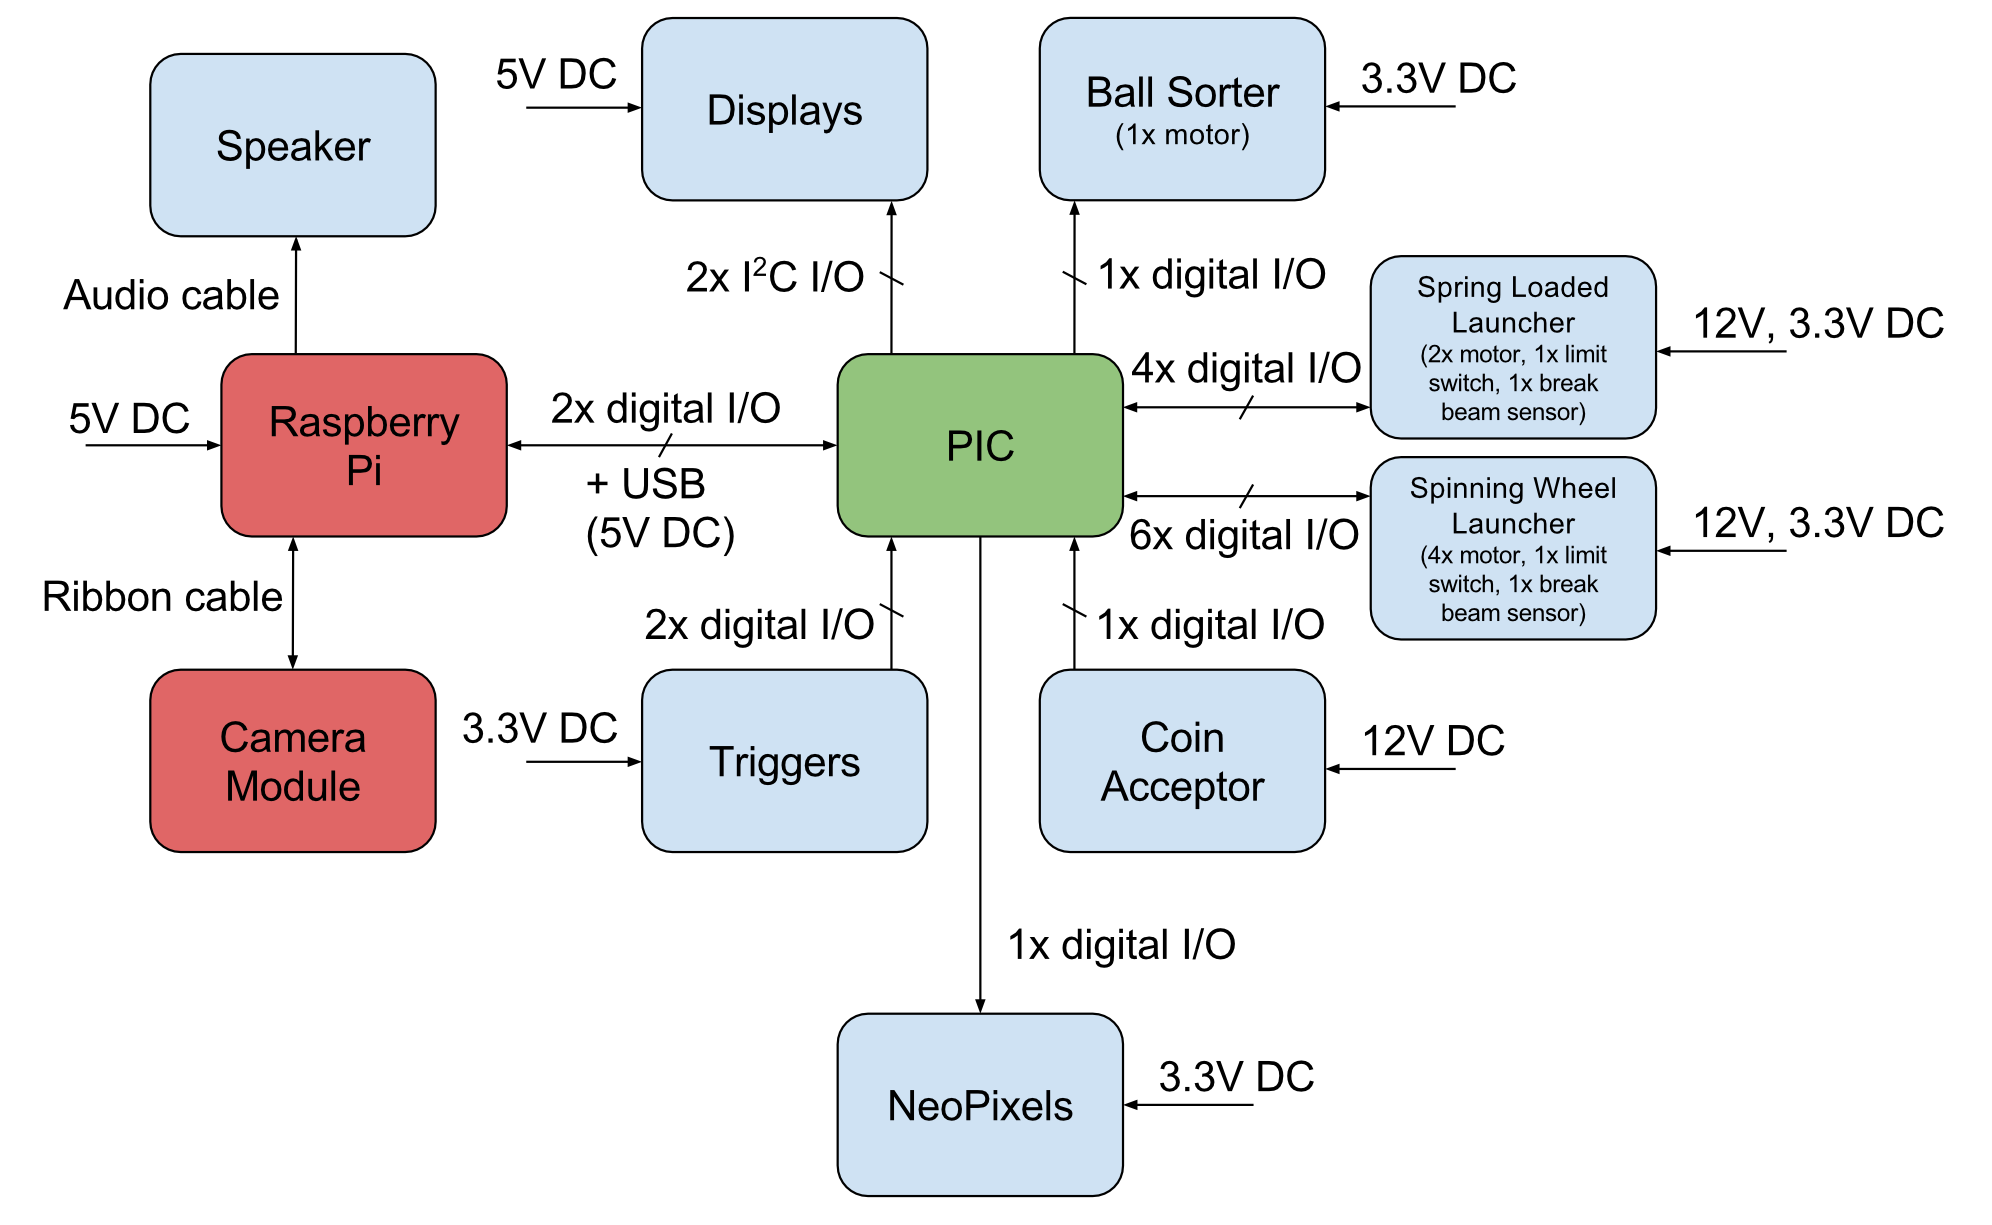 5V DC
Displays
Ball Sorter
(1x motor)
3.3V DC
Speaker
Audio cable
2x I²C I/O
1x digital I/O
Spring Loaded
Launcher
(2x motor, 1x limit
switch, 1x break
beam sensor)
12V, 3.3V DC
4x digital I/O
5V DC
Raspberry
Pi
2x digital I/O
+ USB
(5V DC)
PIC
6x digital I/O
Spinning Wheel
Launcher
(4x motor, 1x limit
switch, 1x break
beam sensor)
12V, 3.3V DC
Ribbon cable
2x digital I/O
1x digital I/O
Camera
Module
3.3V DC
Triggers
Coin
Acceptor
12V DC
1x digital I/O
NeoPixels
3.3V DC